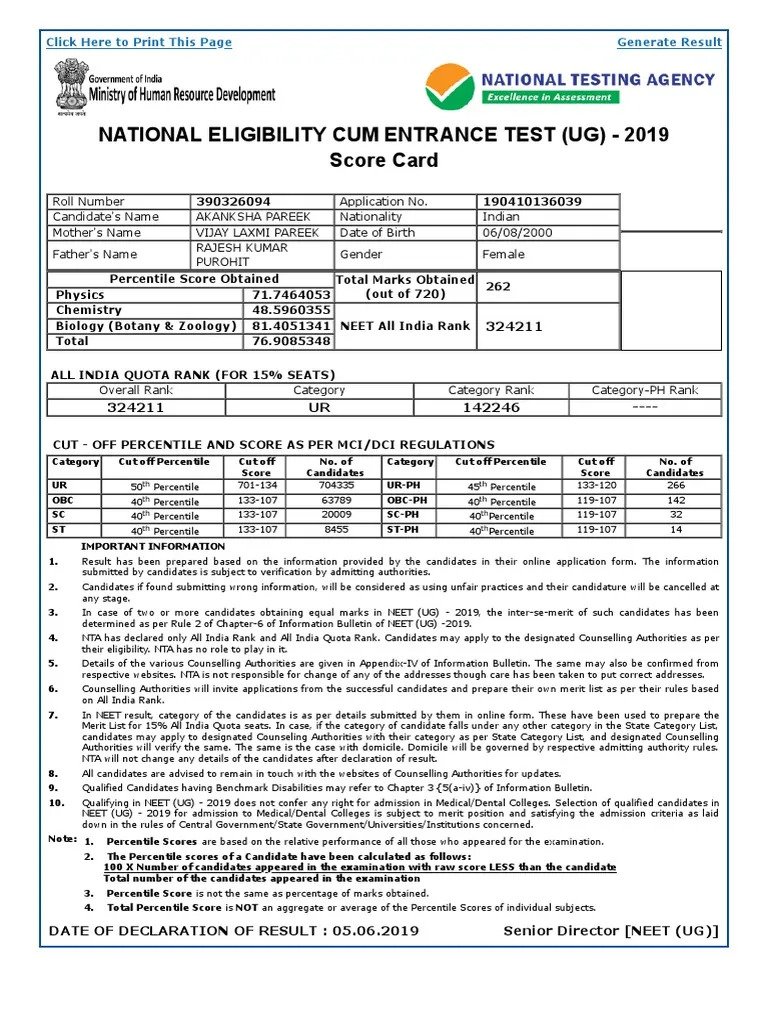 Click Here to Print This Page
Generate Result
Government of India
Ministry of Human Resource Development
सत्यमेव जयते
NATIONAL TESTING AGENCY
Excellence in Assessment
NATIONAL ELIGIBILITY CUM ENTRANCE TEST (UG) - 2019
Score Card
Roll Number 390326094 Application No. 190410136039
Candidate's Name AKANKSHA PAREEK Nationality Indian
Mother's Name VIJAY LAXMI PAREEK Date of Birth 06/08/2000
Father's Name RAJESH KUMAR PUROHIT Gender Female
Percentile Score Obtained
Physics 71.7464053
Chemistry 48.5960355
Biology (Botany & Zoology) 81.4051341
Total 76.9085348
Total Marks Obtained (out of 720) 262
NEET All India Rank 324211
ALL INDIA QUOTA RANK (FOR 15% SEATS)
Overall Rank Category Category Rank Category-PH Rank
324211 UR 142246 ----
CUT - OFF PERCENTILE AND SCORE AS PER MCI/DCI REGULATIONS
Category Cut off Percentile Cut off Score No. of Candidates Category Cut off Percentile Cut off Score No. of Candidates
UR 50th Percentile 701-134 704335 UR-PH 45th Percentile 133-120 266
OBC 40th Percentile 133-107 63789 OBC-PH 40th Percentile 119-107 142
SC 40th Percentile 133-107 20009 SC-PH 40th Percentile 119-107 32
ST 40th Percentile 133-107 8455 ST-PH 40thPercentile 119-107 14
IMPORTANT INFORMATION
1. Result has been prepared based on the information provided by the candidates in their online application form. The information
submitted by candidates is subject to verification by admitting authorities.
2. Candidates if found submitting wrong information, will be considered as using unfair practices and their candidature will be cancelled at
any stage.
3. In case of two or more candidates obtaining equal marks in NEET (UG) - 2019, the inter-se-merit of such candidates has been
determined as per Rule 2 of Chapter-6 of Information Bulletin of NEET (UG) -2019.
4. NTA has declared only All India Rank and All India Quota Rank. Candidates may apply to the designated Counselling Authorities as per
their eligibility. NTA has no role to play in it.
5. Details of the various Counselling Authorities are given in Appendix-IV of Information Bulletin. The same may also be confirmed from
respective websites. NTA is not responsible for change of any of the addresses though care has been taken to put correct addresses.
6. Counselling Authorities will invite applications from the successful candidates and prepare their own merit list as per their rules based
on All India Rank.
7. In NEET result, category of the candidates is as per details submitted by them in online form. These have been used to prepare the
Merit List for 15% All India Quota seats. In case, if the category of candidate falls under any other category in the State Category List,
candidates may apply to designated Counseling Authorities with their category as per State Category List, and designated Counselling
Authorities will verify the same. The same is the case with domicile. Domicile will be governed by respective admitting authority rules.
NTA will not change any details of the candidates after declaration of result.
8. All candidates are advised to remain in touch with the websites of Counselling Authorities for updates.
9. Qualified Candidates having Benchmark Disabilities may refer to Chapter 3 {5(a-iv)} of Information Bulletin.
10. Qualifying in NEET (UG) - 2019 does not confer any right for admission in Medical/Dental Colleges. Selection of qualified candidates in
NEET (UG) - 2019 for admission to Medical/Dental Colleges is subject to merit position and satisfying the admission criteria as laid
down in the rules of Central Government/State Government/Universities/Institutions concerned.
Note: 1. Percentile Scores are based on the relative performance of all those who appeared for the examination.
2. The Percentile scores of a Candidate have been calculated as follows:
100 X Number of candidates appeared in the examination with raw score LESS than the candidate
Total number of the candidates appeared in the examination
3. Percentile Score is not the same as percentage of marks obtained.
4. Total Percentile Score is NOT an aggregate or average of the Percentile Scores of individual subjects.
DATE OF DECLARATION OF RESULT : 05.06.2019
Senior Director [NEET (UG)]